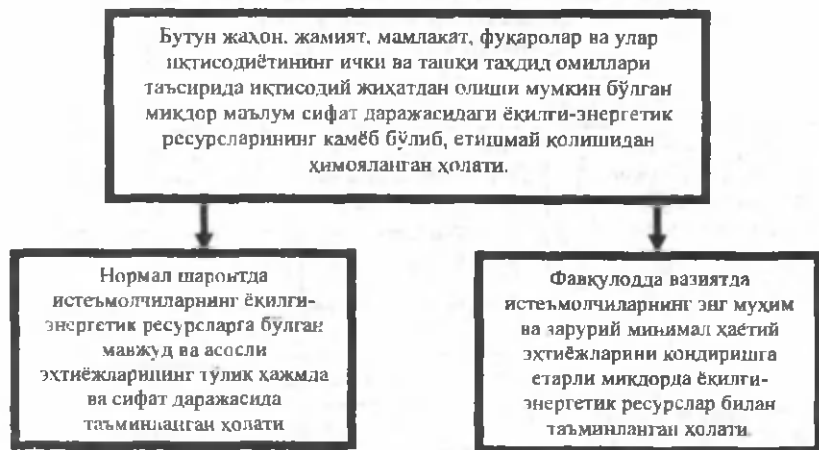 Бутун жаҳон, жамият, мамлакат, фуқаролар ва улар
иқтисодиётининг ички ва ташқи таҳдид омиллари
таъсирида иқтисодий жиҳатдан олиши мумкин бўлган
миқдор маълум сифат даражасидаги ёқилғи-энергетик
ресурсларининг камёб бўлиб, етишмай қолишидан
ҳимояланган ҳолати.
Нормал шароитда
истеъмолчиларнинг ёқилғи-
энергетик ресурсларга бўлган
мавжуд ва асосли
эҳтиёжларининг тўлиқ ҳажмда
ва сифат даражасида
таъминланган ҳолати
Фавқулодда вазиятда
истеъмолчиларнинг энг муҳим
ва зарурий минимал ҳаётий
эҳтиёжларини қондиришга
етарли миқдорда ёқилғи-
энергетик ресурслар билан
таъминланган ҳолати